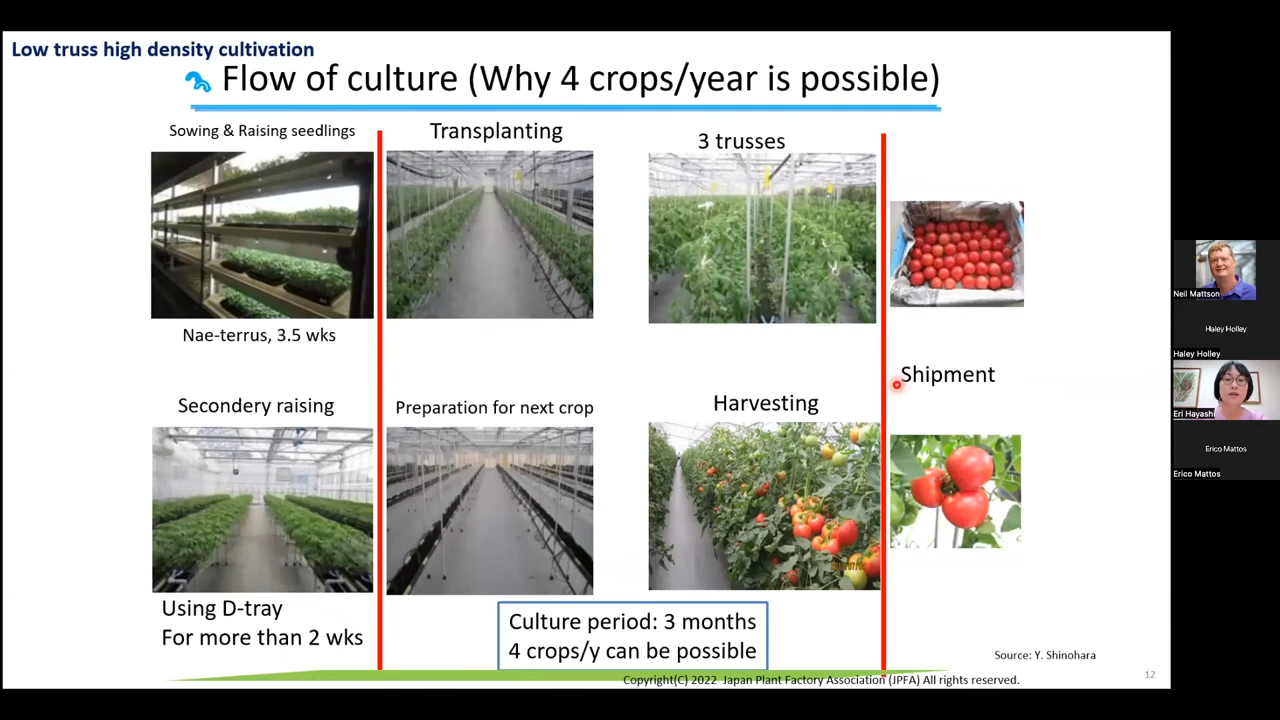 Low truss high density cultivation
Flow of culture (Why 4 crops/year is possible)
Sowing & Raising seedlings
Transplanting
3 trusses
Nae-terrus, 3.5 wks
Shipment
Secondery raising
Preparation for next crop
Harvesting
Using D-tray
For more than 2 wks
Culture period: 3 months
4 crops/y can be possible
Source: Y. Shinohara
Copyright(C) 2022 Japan Plant Factory Association (JPFA) All rights reserved.
12
Neil Mattson
Haley Holley
Haley Holley
Eri Hayashi
Erico Mattos
Erico Mattos